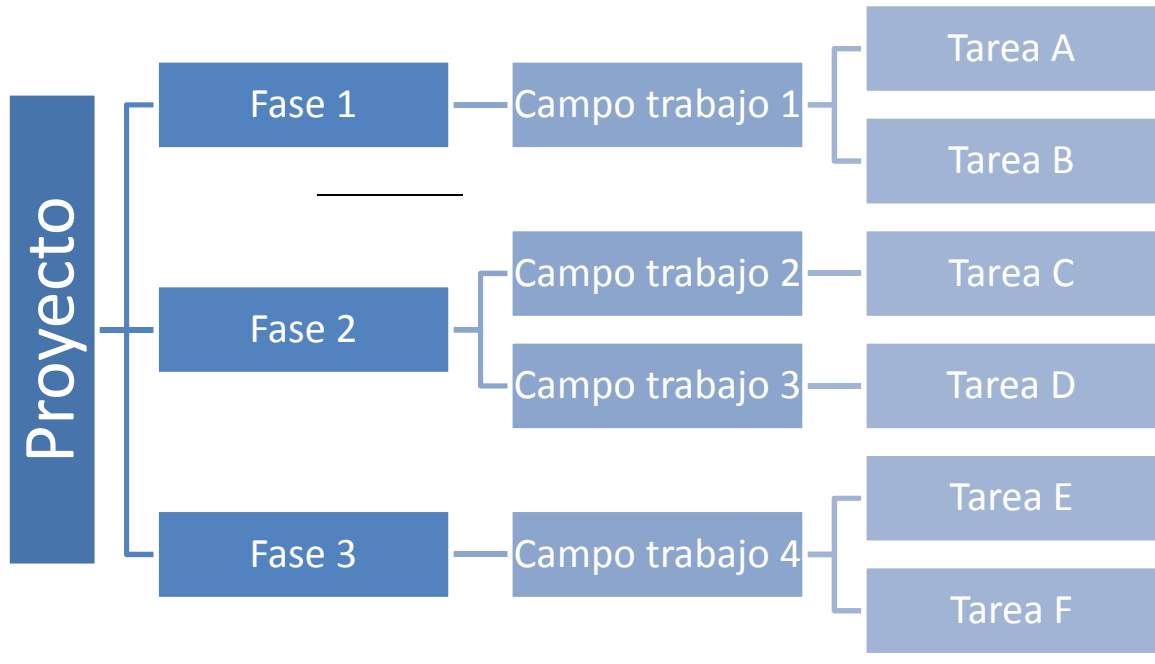 Proyecto
Fase 1
Campo trabajo 1
Tarea A
Tarea B
Fase 2
Campo trabajo 2
Tarea C
Campo trabajo 3
Tarea D
Fase 3
Campo trabajo 4
Tarea E
Tarea F